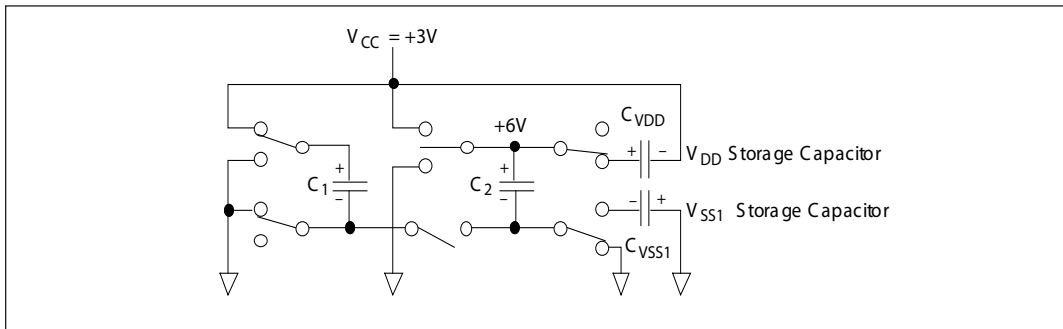 V CC = +3V
C VDD
+6V
+ – V DD Storage Capacitor
+ +
C 1 C 2
– –
– + V SS1 Storage Capacitor
C VSS1